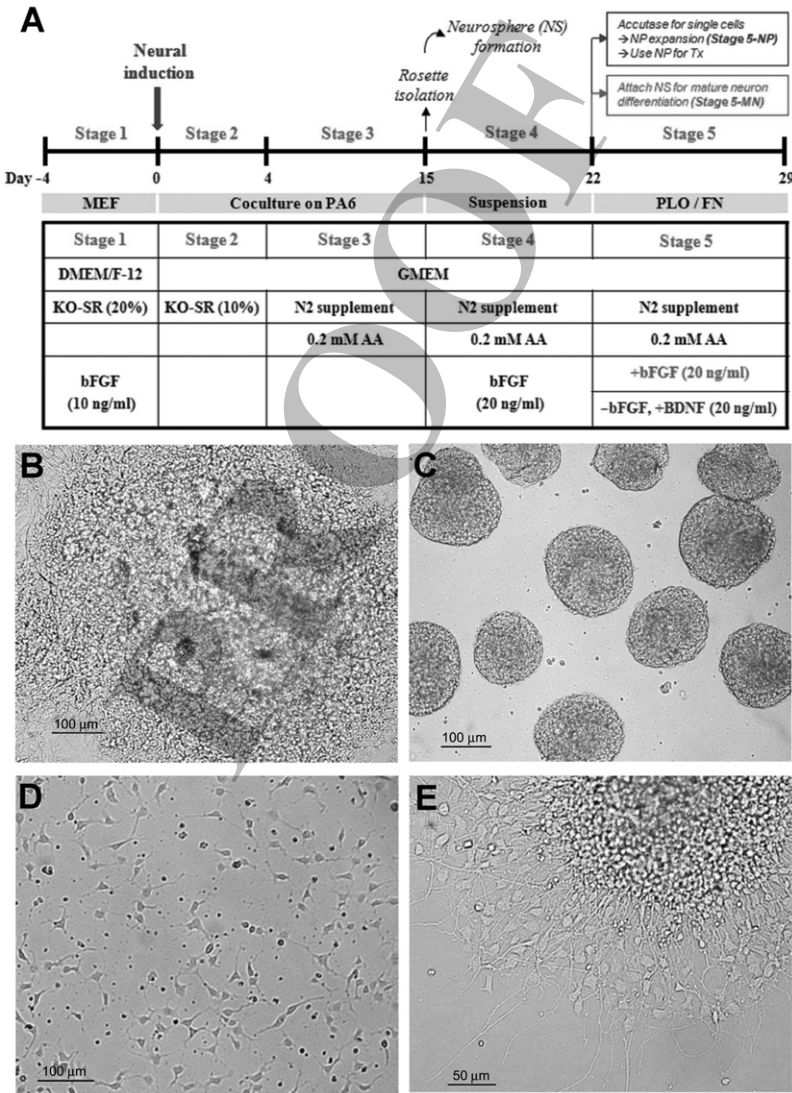 A
Neural
induction
Rosette
isolation
Neurosphere (NS)
formation
Accutase for single cells
→NP expansion (Stage 5-NP)
→Use NP for Tx
Attach NS for mature neuron
differentiation (Stage 5-MN)
Stage 1 Stage 2 Stage 3 Stage 4 Stage 5
Day -4 0 4 15 22 29
MEF Coculture on PA6 Suspension PLO / FN
Stage 1 Stage 2 Stage 3 Stage 4 Stage 5
DMEM/F-12 GMEM
KO-SR (20%) KO-SR (10%) N2 supplement N2 supplement N2 supplement
0.2 mM AA 0.2 mM AA 0.2 mM AA
bFGF
(10 ng/ml)
bFGF
(20 ng/ml)
+bFGF (20 ng/ml)
–bFGF, +BDNF (20 ng/ml)
B
100 µm
C
100 µm
D
100 µm
E
50 µm